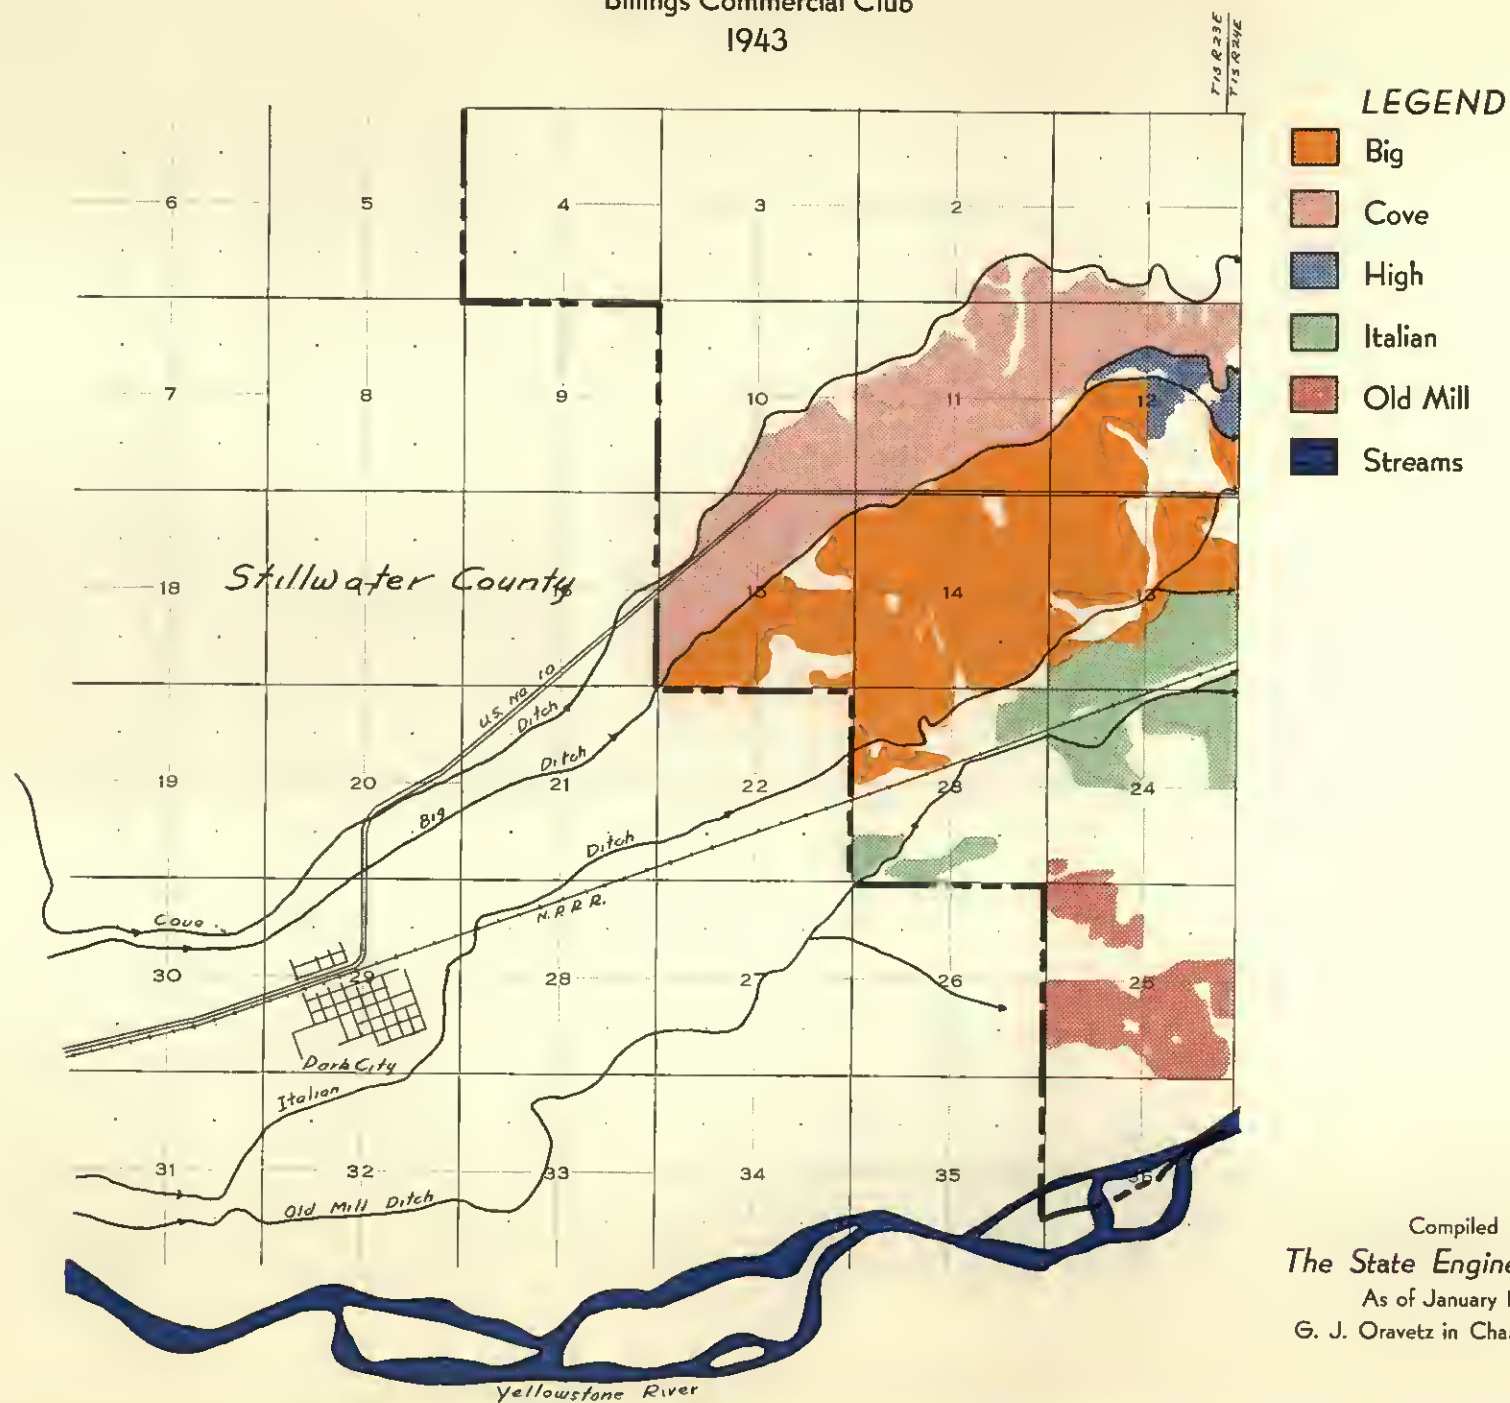 Billings Commercial Club
1943
T1S R23E
T1S R24E
LEGEND
Big
Cove
High
Italian
Old Mill
Streams
6 5 4 3 2 1
7 8 9 10 11 12
Stillwater County
18 15 14 13
U.S. No. 10
Ditch
Ditch
Big
19 20 21 22 23 24
Ditch
N.P.R.R.
Cove
30 29 28 27 26 25
Park City
Italian
31 32 33 34 35 36
Old Mill Ditch
Yellowstone River
Compiled
The State Engine
As of January
G. J. Oravetz in Cha